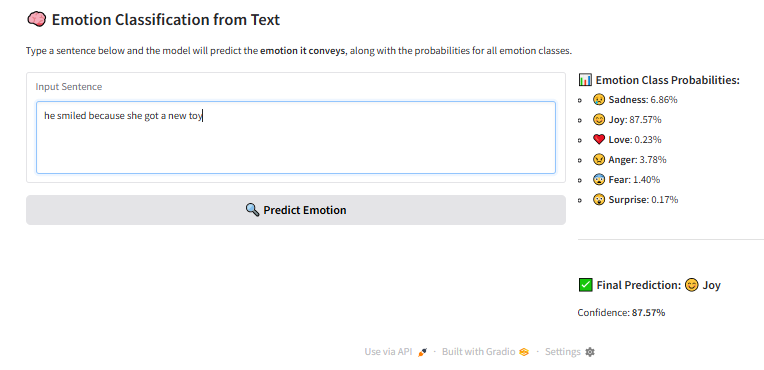 🧠 Emotion Classification from Text
Type a sentence below and the model will predict the emotion it conveys, along with the probabilities for all emotion classes.
Input Sentence
he smiled because she got a new toy
🔍 Predict Emotion
📊 Emotion Class Probabilities:
😢 Sadness: 6.86%
😊 Joy: 87.57%
❤️ Love: 0.23%
😠 Anger: 3.78%
😨 Fear: 1.40%
😲 Surprise: 0.17%
✅ Final Prediction: 😊 Joy
Confidence: 87.57%
Use via API 🚀 · Built with Gradio · Settings ⚙️